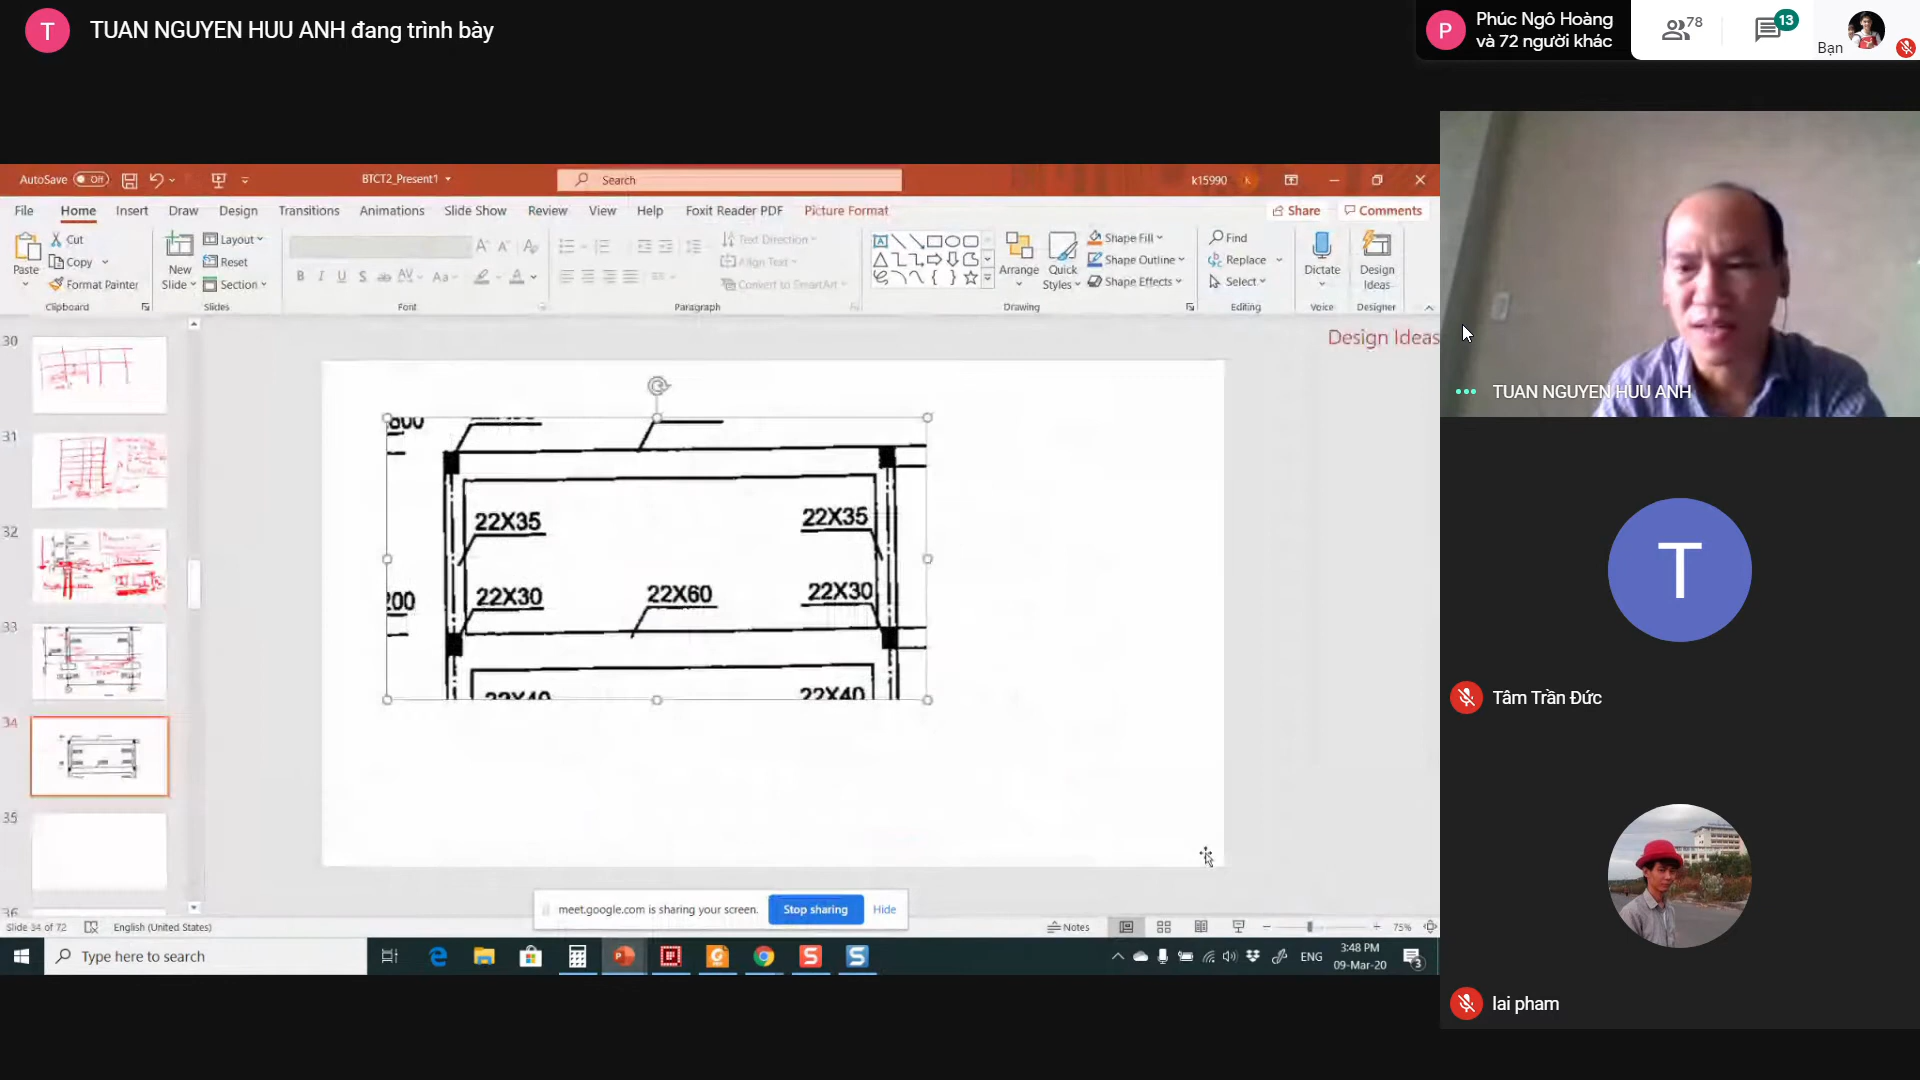 T TUAN NGUYEN HUU ANH đang trình bày
P Phúc Ngô Hoàng
và 72 người khác
78
13
Bạn
AutoSave Off
BTCT2_Present1
Search
k15990
K
File Home Insert Draw Design Transitions Animations Slide Show Review View Help Foxit Reader PDF Picture Format
Share Comments
Paste
Cut
Copy
Format Painter
Clipboard
New
Slide
Layout
Reset
Section
Slides
B I U S ab AV Aa A
Font
Text Direction
Align Text
Convert to SmartArt
Paragraph
Arrange
Quick
Styles
Shape Fill
Shape Outline
Shape Effects
Drawing
Find
Replace
Select
Editing
Dictate
Voice
Design
Ideas
Designer
Design Ideas
30
31
32
33
34
35
36
22X35 22X35
22X30 22X60 22X30
200
22X40 22X40
meet.google.com is sharing your screen. Stop sharing Hide
Slide 34 of 72 English (United States)
Notes
75%
Type here to search
ENG
3:48 PM
09-Mar-20
3
TUAN NGUYEN HUU ANH
T
Tâm Trần Đức
lai pham